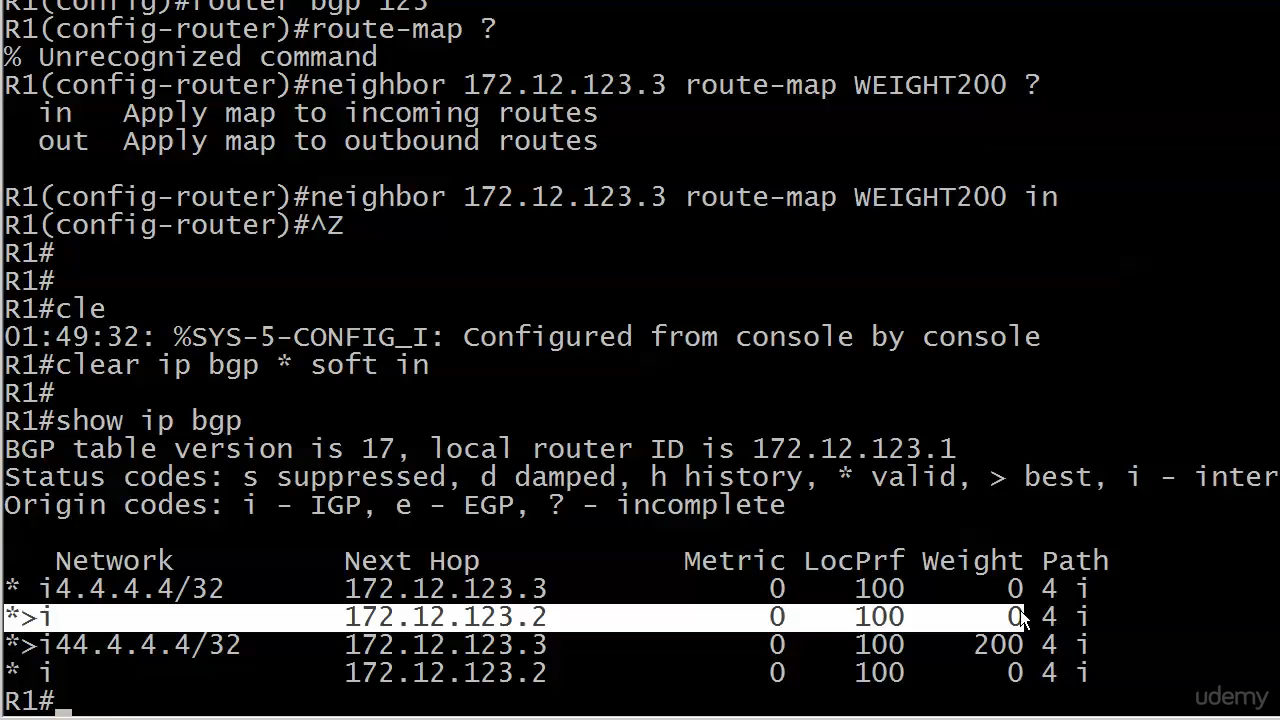 R1(config)#router bgp 123
R1(config-router)#route-map ?
% Unrecognized command
R1(config-router)#neighbor 172.12.123.3 route-map WEIGHT200 ?
  in   Apply map to incoming routes
  out  Apply map to outbound routes
R1(config-router)#neighbor 172.12.123.3 route-map WEIGHT200 in
R1(config-router)#^Z
R1#
R1#
R1#cle
01:49:32: %SYS-5-CONFIG_I: Configured from console by console
R1#clear ip bgp * soft in
R1#
R1#show ip bgp
BGP table version is 17, local router ID is 172.12.123.1
Status codes: s suppressed, d damped, h history, * valid, > best, i - inter
Origin codes: i - IGP, e - EGP, ? - incomplete
   Network          Next Hop            Metric LocPrf Weight Path
* i4.4.4.4/32       172.12.123.3             0    100      0 4 i
*>i                 172.12.123.2             0    100      0 4 i
*>i44.4.4.4/32      172.12.123.3             0    100    200 4 i
* i                 172.12.123.2             0    100      0 4 i
R1#
udemy